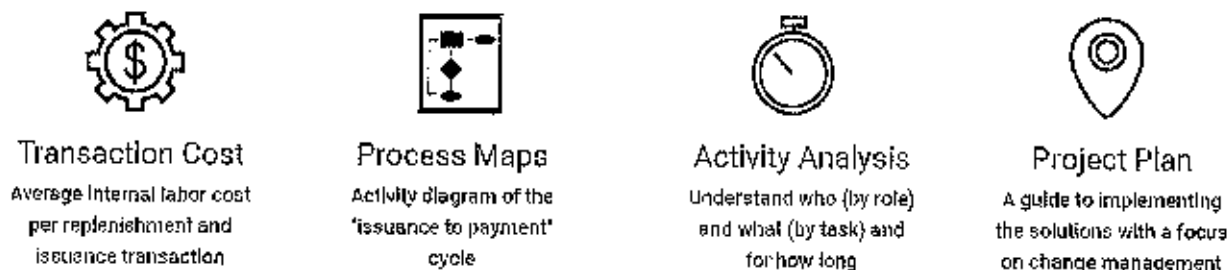 $
Transaction Cost
Average internal labor cost
per replenishment and
issuance transaction
Process Maps
Activity diagram of the
"issuance to payment"
cycle
Activity Analysis
Understand who (by role)
and what (by task) and
for how long
Project Plan
A guide to implementing
the solutions with a focus
on change management